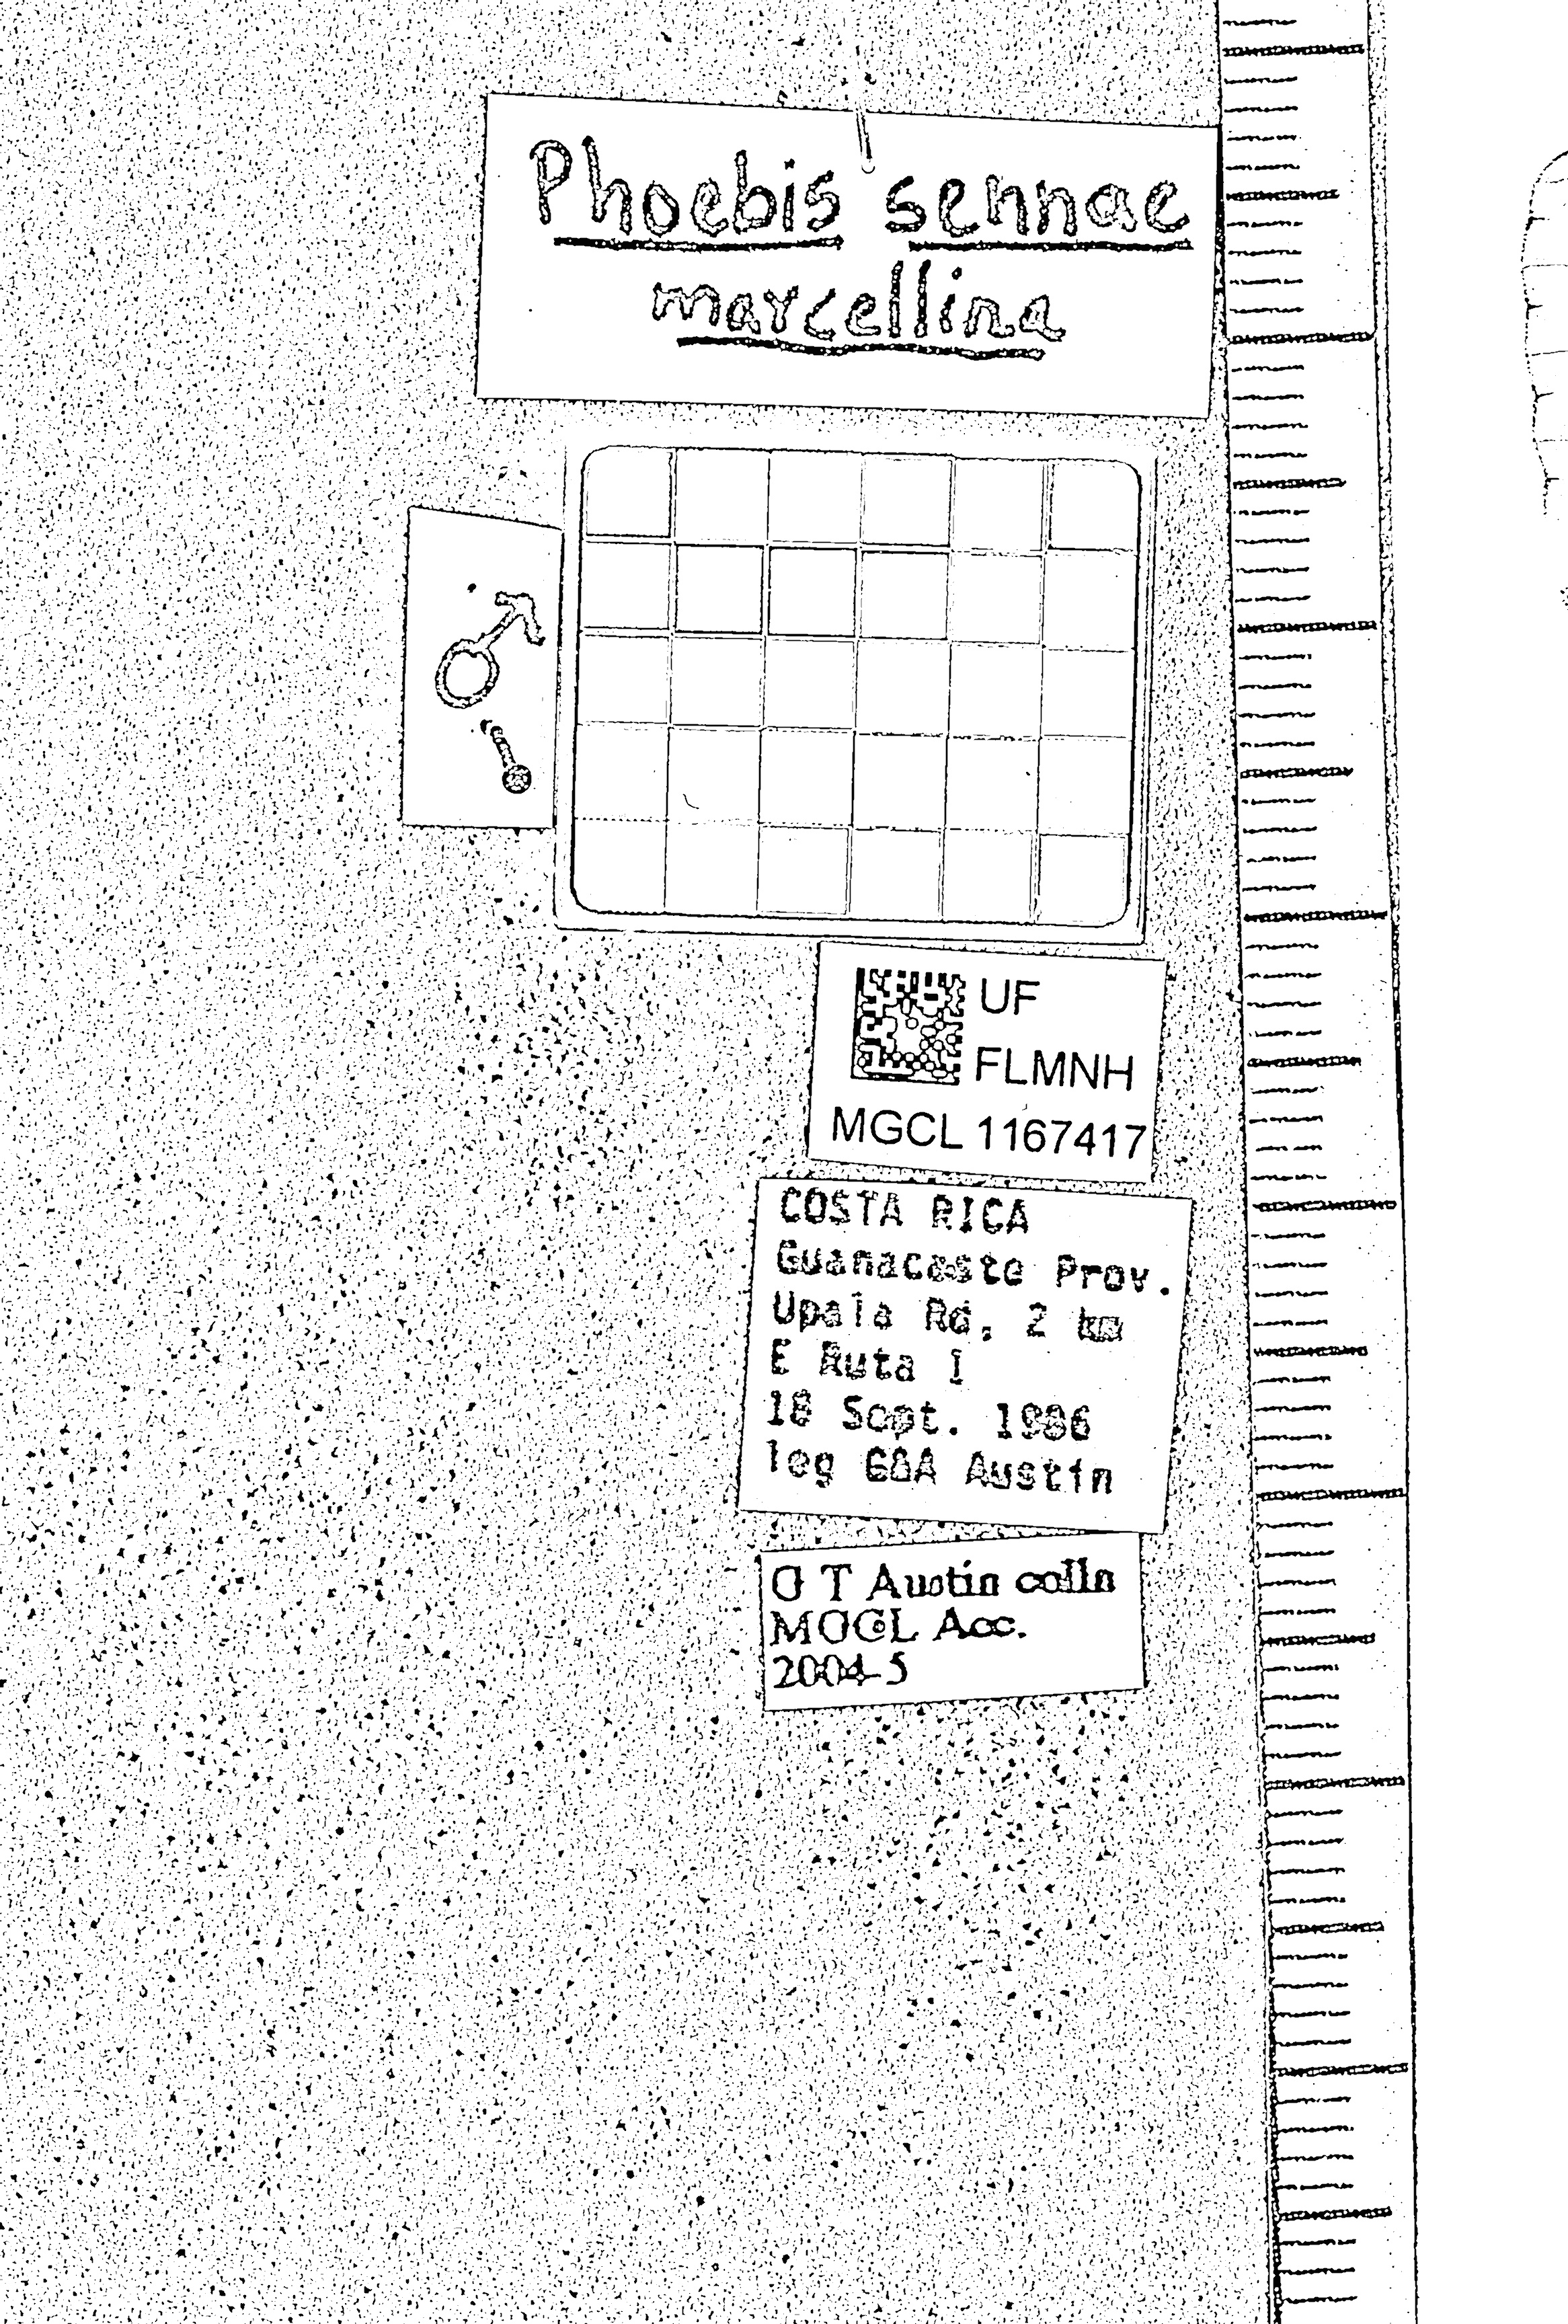 Phoebis sennae
marcellina
♂
UF
FLMNH
MGCL 1167417
COSTA RICA
Guanacaste Prov.
Upala Rd, 2 km
E Ruta 1
18 Sept. 1986
leg G&A Austin
G T Austin colln
MGCL Acc.
2004-5